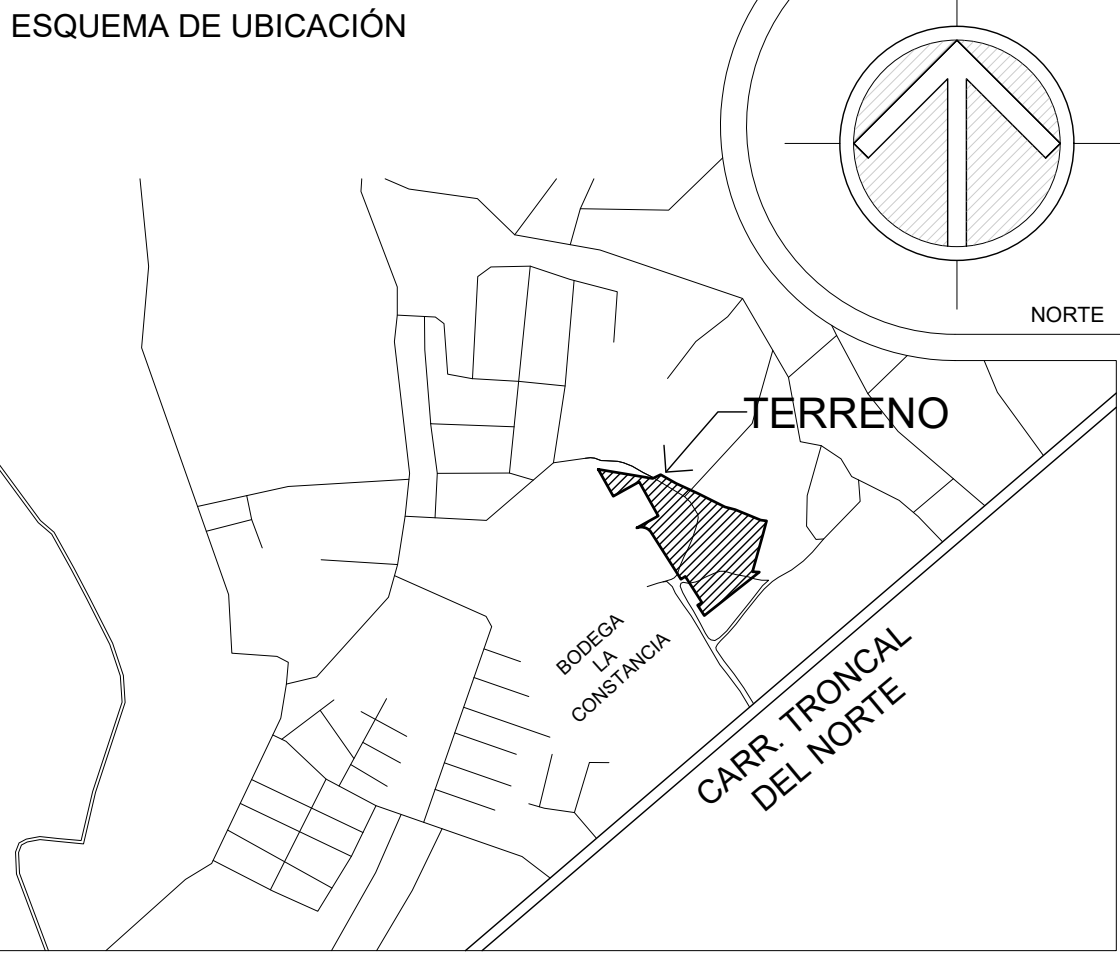 ESQUEMA DE UBICACIÓN
NORTE
TERRENO
BODEGA
LA
CONSTANCIA
CARR. TRONCAL
DEL NORTE